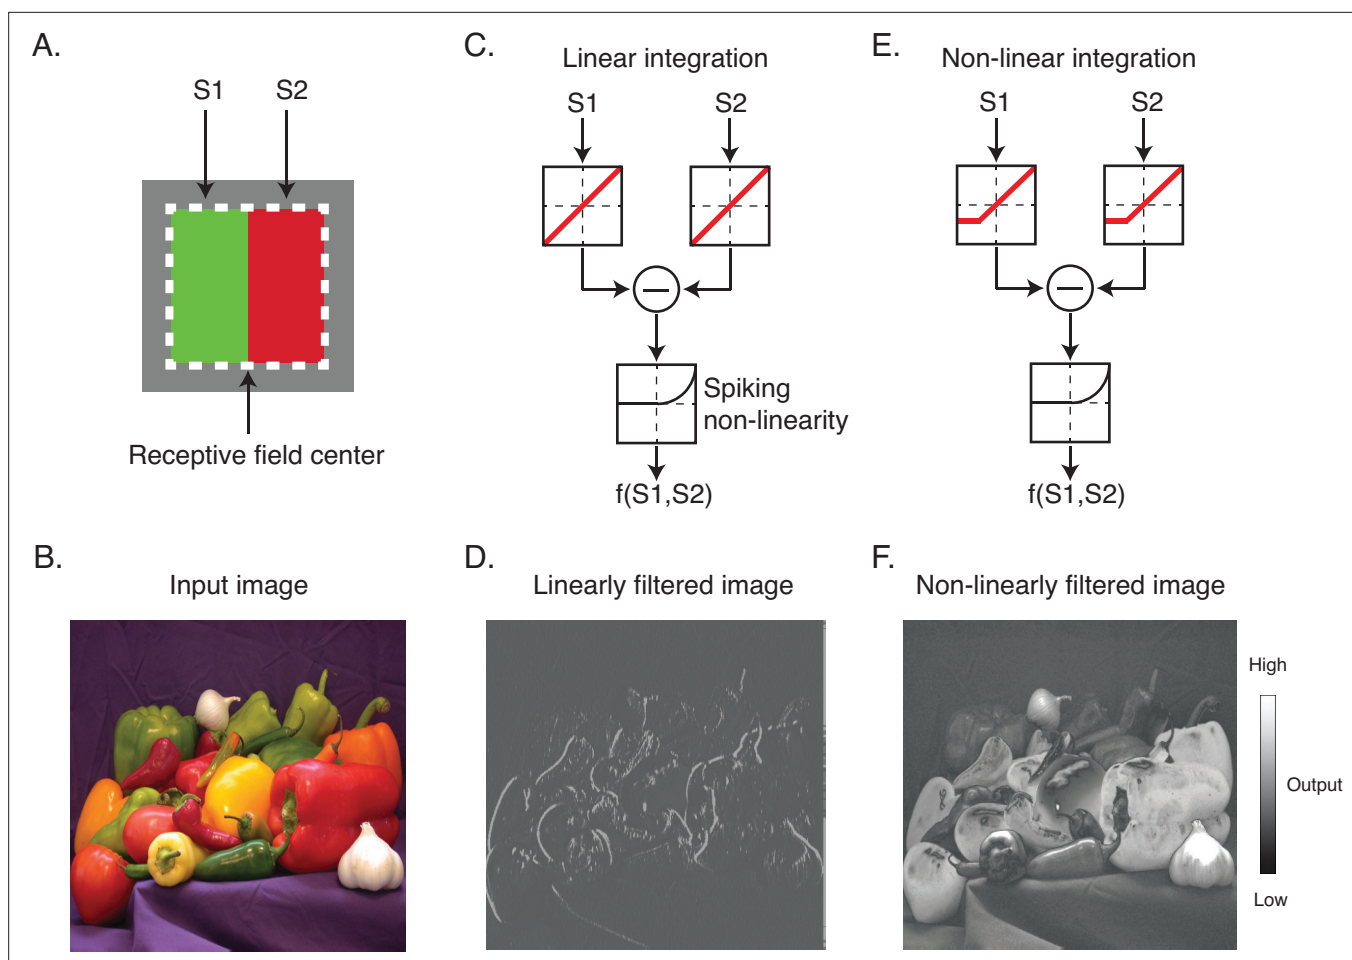 A.
S1 S2
Receptive field center
B.
Input image
C.
Linear integration
S1 S2
Spiking
non-linearity
f(S1,S2)
D.
Linearly filtered image
E.
Non-linear integration
S1 S2
f(S1,S2)
F.
Non-linearly filtered image
High
Output
Low